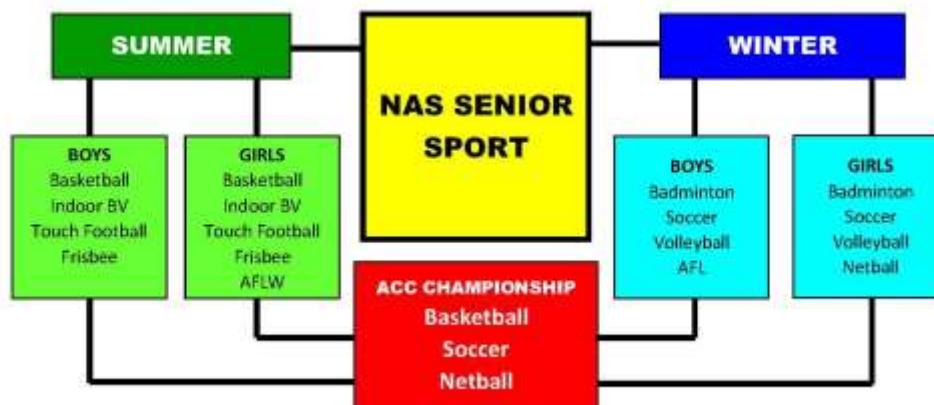 SUMMER
NAS SENIOR
SPORT
WINTER
BOYS
Basketball
Indoor BV
Touch Football
Frisbee
GIRLS
Basketball
Indoor BV
Touch Football
Frisbee
AFLW
BOYS
Badminton
Soccer
Volleyball
AFL
GIRLS
Badminton
Soccer
Volleyball
Netball
ACC CHAMPIONSHIP
Basketball
Soccer
Netball